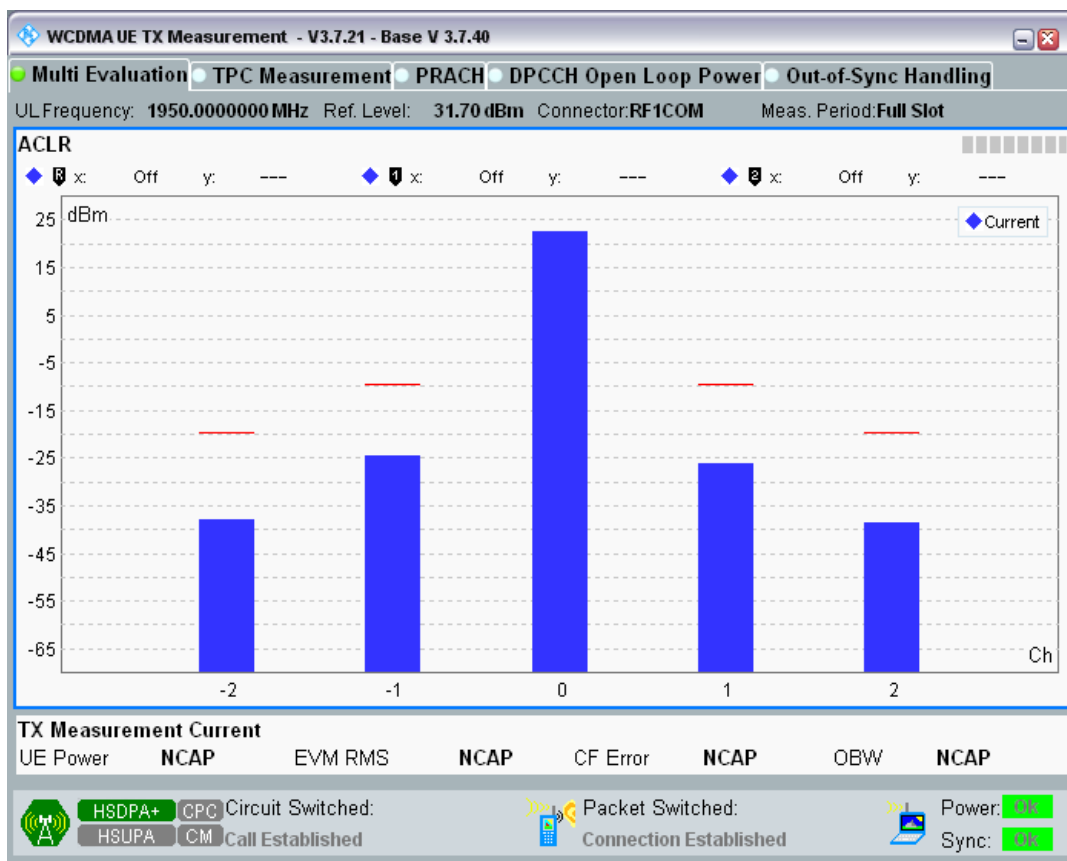 WCDMA UE TX Measurement - V3.7.21 - Base V 3.7.40
Multi Evaluation TPC Measurement PRACH DPCCH Open Loop Power Out-of-Sync Handling
UL Frequency: 1950.0000000 MHz Ref. Level: 31.70 dBm Connector:RF1COM Meas. Period:Full Slot
ACLR
R x: Off y: --- 1 x: Off y: --- 2 x: Off y: ---
dBm
Current
25
15
5
-5
-15
-25
-35
-45
-55
-65
Ch
-2 -1 0 1 2
TX Measurement Current
UE Power NCAP EVM RMS NCAP CF Error NCAP OBW NCAP
HSDPA+ CPC Circuit Switched: Packet Switched: Power: Ok
HSUPA CM Call Established Connection Established Sync: Ok